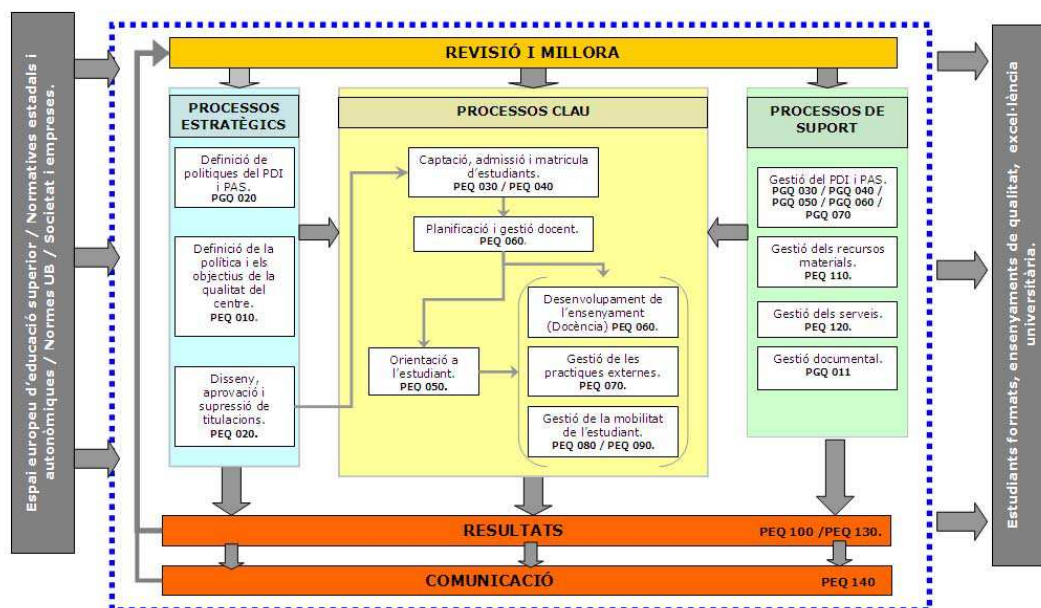 Espai europeu d'educació superior / Normatives estadals i
autonòmiques / Normes UB / Societat i empreses.
REVISIÓ I MILLORA
PROCESSOS
ESTRATÈGICS
Definició de
politiques del PDI i
PAS.
PGQ 020
Definició de la
política i els
objectius de la
qualitat del
centre.
PEQ 010.
Disseny,
aprovació i
supressió de
titulacions.
PEQ 020.
PROCESSOS CLAU
Captació, admissió i matricula
d'estudiants.
PEQ 030 / PEQ 040
Planificació i gestió docent.
PEQ 060.
Orientació a
l'estudiant.
PEQ 050.
Desenvolupament de
l'ensenyament
(Docència) PEQ 060.
Gestió de les
practiques externes.
PEQ 070.
Gestió de la mobilitat
de l'estudiant.
PEQ 080 / PEQ 090.
PROCESSOS DE
SUPORT
Gestió del PDI i PAS.
PGQ 030 / PGQ 040 /
PGQ 050 / PGQ 060 /
PGQ 070
Gestió dels recursos
materials.
PEQ 110.
Gestió dels serveis.
PEQ 120.
Gestió documental.
PGQ 011
RESULTATS
PEQ 100 /PEQ 130.
COMUNICACIÓ
PEQ 140
Estudiants formats, ensenyaments de qualitat, excel·lència
universitària.